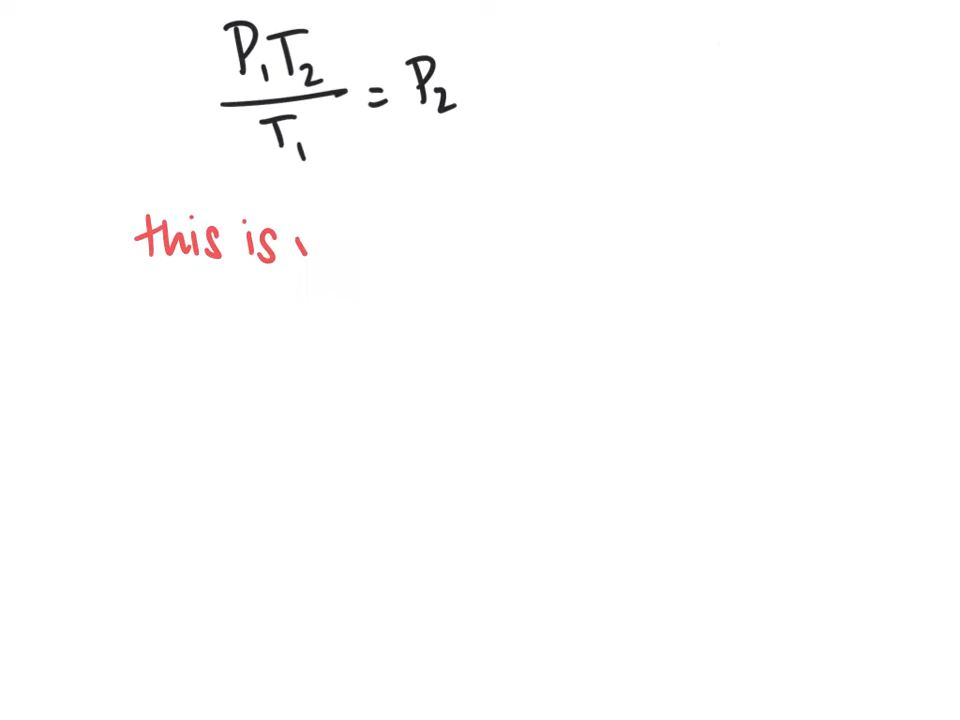 P₁T₂
/
T₁ = P₂
this is